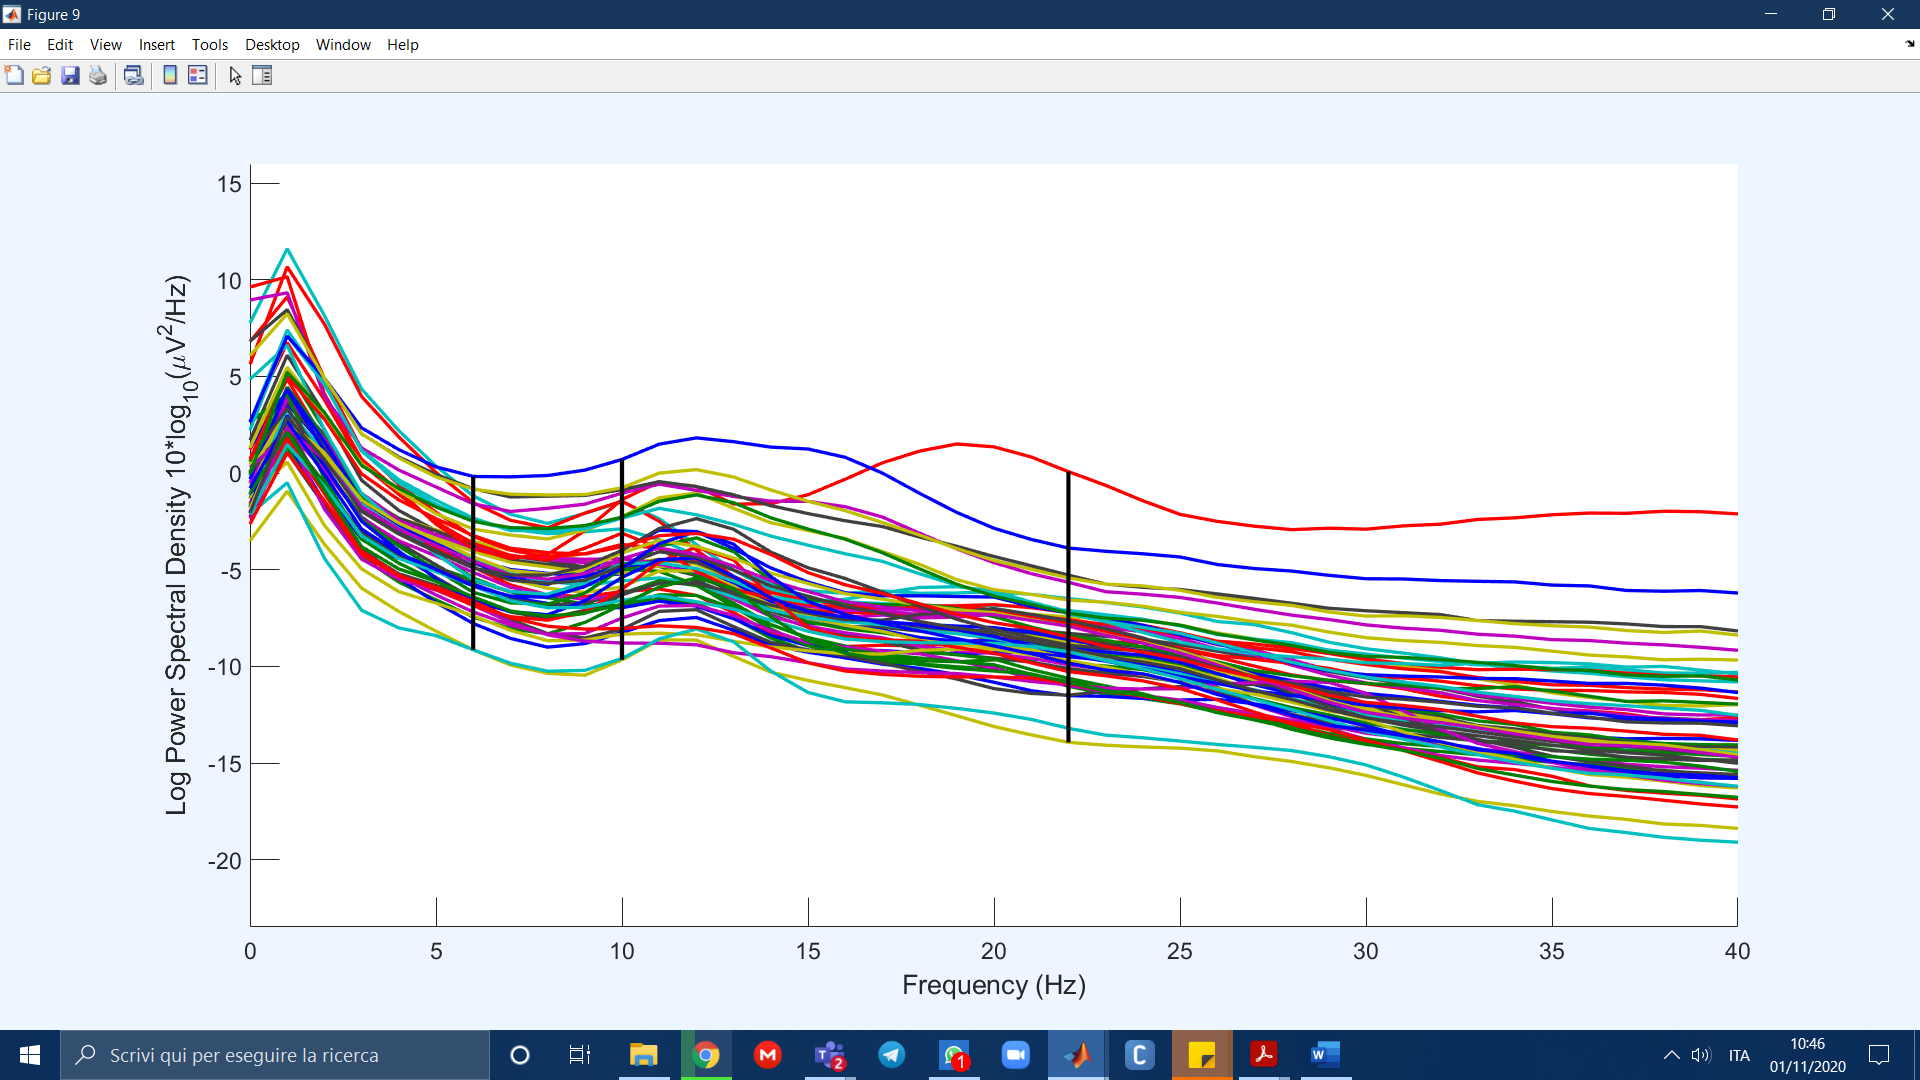 Figure 9
File Edit View Insert Tools Desktop Window Help
15
10
5
0
-5
-10
-15
-20
Log Power Spectral Density 10*log10(μV2/Hz)
0 5 10 15 20 25 30 35 40
Frequency (Hz)
Scrivi qui per eseguire la ricerca
M
T
2
1
C
W
ITA
10:46
01/11/2020